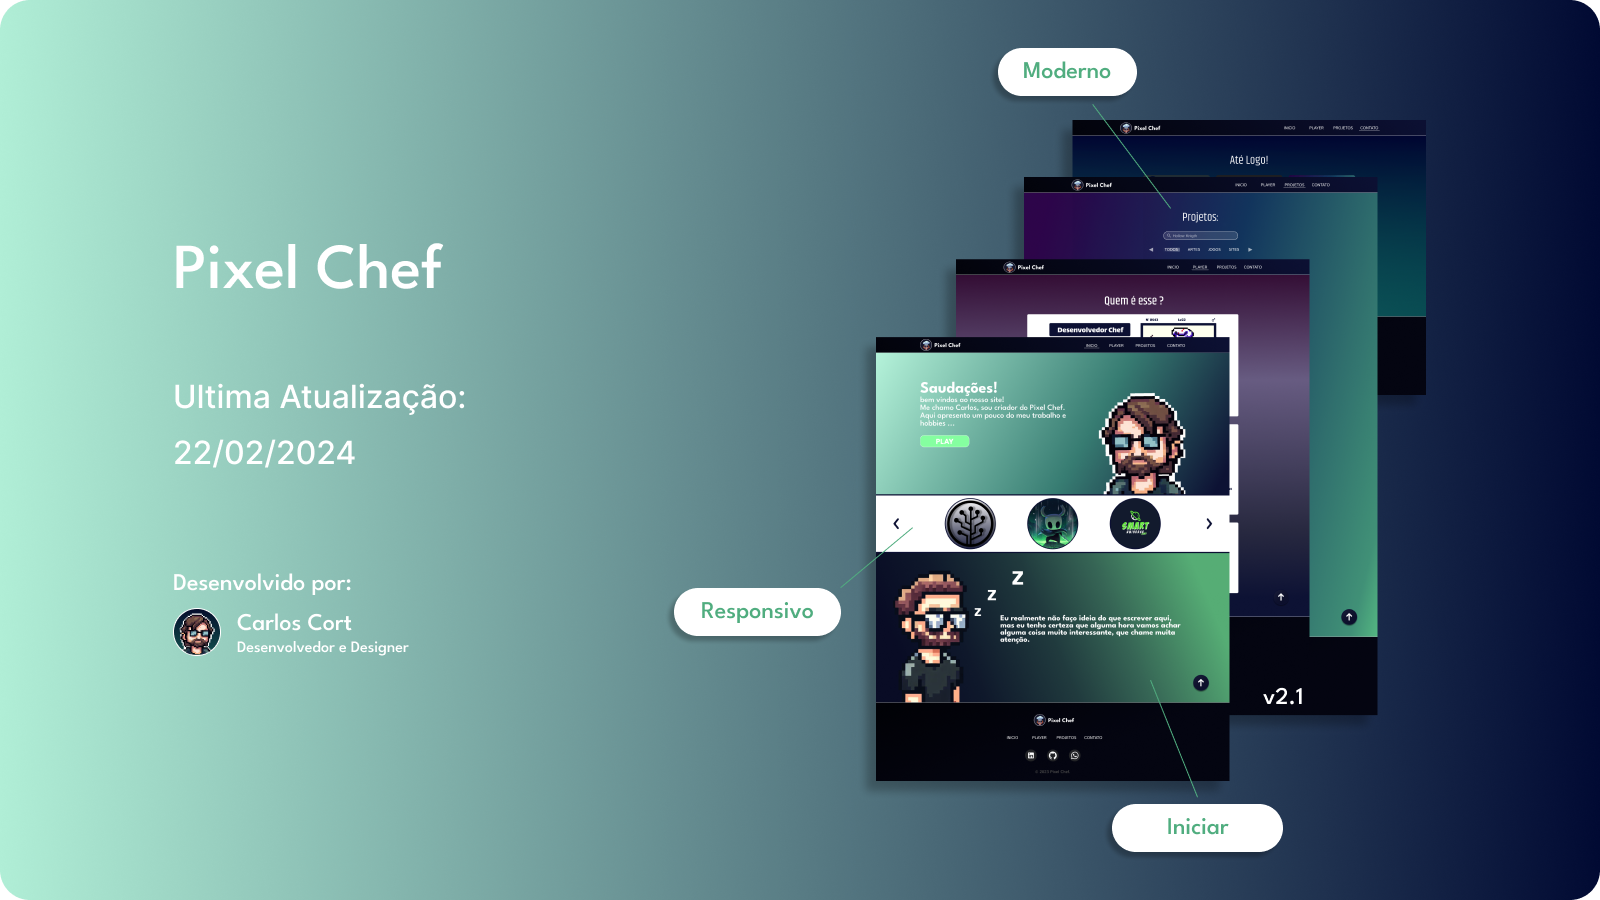 Pixel Chef
Ultima Atualização:
22/02/2024
Desenvolvido por:
Carlos Cort
Desenvolvedor e Designer
Moderno
Pixel Chef
INICIO PLAYER PROJETOS CONTATO
Até Logo!
Pixel Chef
INICIO PLAYER PROJETOS CONTATO
Projetos:
TODOS ARTES JOGOS SITES
Pixel Chef
INICIO PLAYER PROJETOS CONTATO
Quem é esse ?
Desenvolvedor Chef
Pixel Chef
INICIO PLAYER PROJETOS CONTATO
Saudações!
bem vindos ao nosso site!
Me chamo Carlos, sou criador do Pixel Chef.
Aqui apresento um pouco do meu trabalho e
hobbies ...
PLAY
SMART
Responsivo
Z
Z
Z
Eu realmente não faço ideia do que escrever aqui,
mas eu tenho certeza que alguma hora vamos achar
alguma coisa muito interessante, que chame muita
atenção.
v2.1
Pixel Chef
INICIO PLAYER PROJETOS CONTATO
© 2023 Pixel Chef
Iniciar